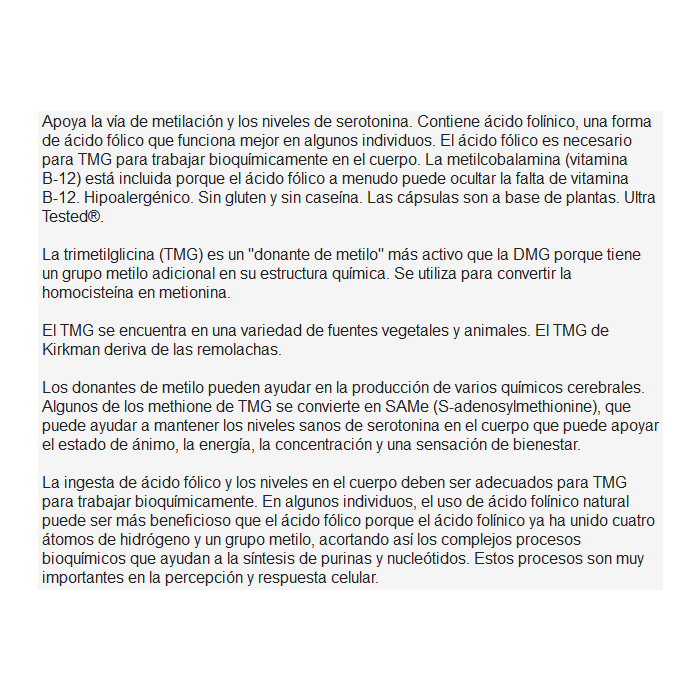 Apoya la vía de metilación y los niveles de serotonina. Contiene ácido folínico, una forma
de ácido fólico que funciona mejor en algunos individuos. El ácido fólico es necesario
para TMG para trabajar bioquímicamente en el cuerpo. La metilcobalamina (vitamina
B-12) está incluida porque el ácido fólico a menudo puede ocultar la falta de vitamina
B-12. Hipoalergénico. Sin gluten y sin caseína. Las cápsulas son a base de plantas. Ultra
Tested®.
La trimetilglicina (TMG) es un "donante de metilo" más activo que la DMG porque tiene
un grupo metilo adicional en su estructura química. Se utiliza para convertir la
homocisteína en metionina.
El TMG se encuentra en una variedad de fuentes vegetales y animales. El TMG de
Kirkman deriva de las remolachas.
Los donantes de metilo pueden ayudar en la producción de varios químicos cerebrales.
Algunos de los methione de TMG se convierte en SAMe (S-adenosylmethionine), que
puede ayudar a mantener los niveles sanos de serotonina en el cuerpo que puede apoyar
el estado de ánimo, la energía, la concentración y una sensación de bienestar.
La ingesta de ácido fólico y los niveles en el cuerpo deben ser adecuados para TMG
para trabajar bioquímicamente. En algunos individuos, el uso de ácido folínico natural
puede ser más beneficioso que el ácido fólico porque el ácido folínico ya ha unido cuatro
átomos de hidrógeno y un grupo metilo, acortando así los complejos procesos
bioquímicos que ayudan a la síntesis de purinas y nucleótidos. Estos procesos son muy
importantes en la percepción y respuesta celular.